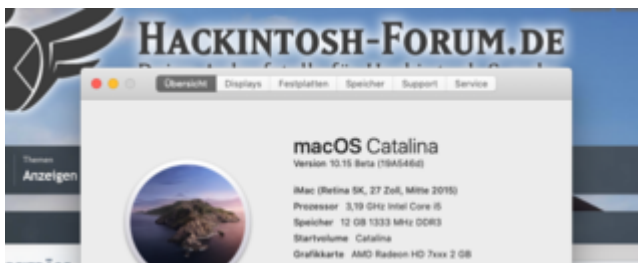 HACKINTOSH-FORUM.DE
Übersicht Displays Festplatten Speicher Support Service
macOS Catalina
Version 10.15 Beta (19A546d)
Themen
Anzeigen
iMac (Retina 5K, 27 Zoll, Mitte 2015)
Prozessor 3,19 GHz Intel Core i5
Speicher 12 GB 1333 MHz DDR3
Startvolume Catalina
Grafikkarte AMD Radeon HD 7xxx 2 GB